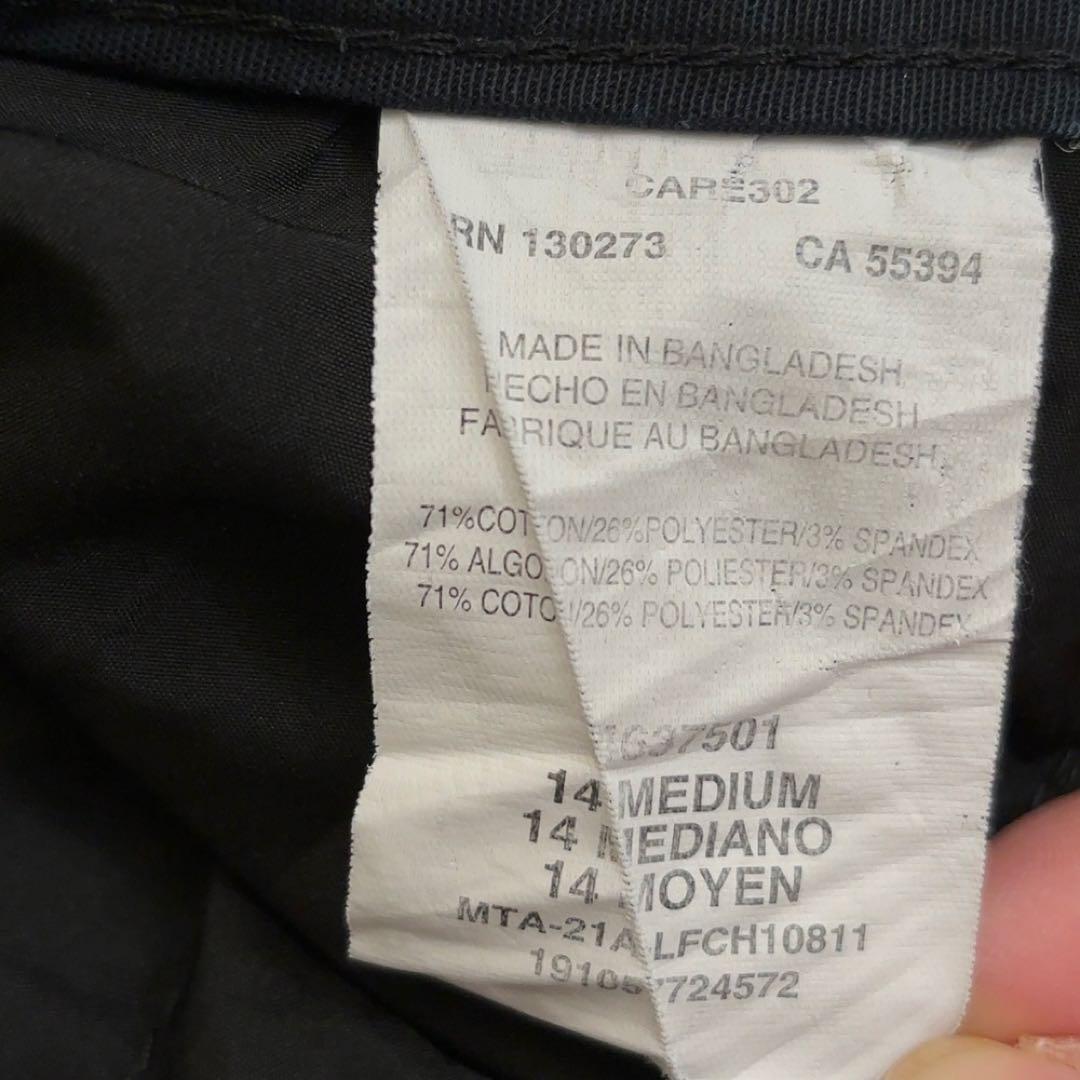 CARE302
RN 130273 CA 55394
MADE IN BANGLADESH
HECHO EN BANGLADESH
FABRIQUE AU BANGLADESH
71%COTTON/26%POLYESTER/3% SPANDEX
71% ALGODON/26% POLIESTER/3% SPANDEX
71% COTON/26% POLYESTER/3% SPANDEX
14 MEDIUM
14 MEDIANO
14 MOYEN